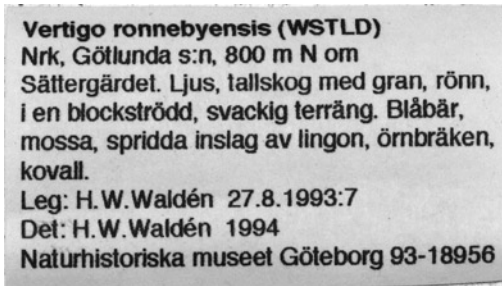 Vertigo ronnebyensis (WSTLD)
Nrk, Götlunda s:n, 800 m N om
Sättergärdet. Ljus, tallskog med gran, rönn,
i en blockströdd, svackig terräng. Blåbär,
mossa, spridda inslag av lingon, örnbräken,
kovall.
Leg: H.W.Waldén 27.8.1993:7
Det: H.W.Waldén 1994
Naturhistoriska museet Göteborg 93-18956